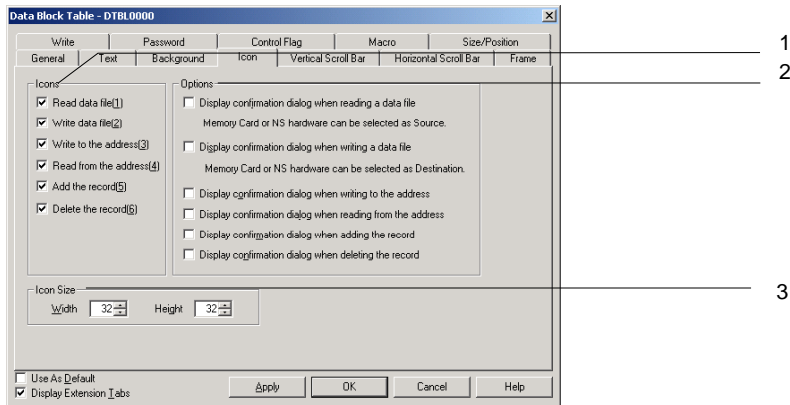 Data Block Table - DTBL0000
Write Password Control Flag Macro Size/Position
General Text Background Icon Vertical Scroll Bar Horizontal Scroll Bar Frame
1
2
Icons
Read data file(1)
Write data file(2)
Write to the address(3)
Read from the address(4)
Add the record(5)
Delete the record(6)
Options
Display confirmation dialog when reading a data file
Memory Card or NS hardware can be selected as Source.
Display confirmation dialog when writing a data file
Memory Card or NS hardware can be selected as Destination.
Display confirmation dialog when writing to the address
Display confirmation dialog when reading from the address
Display confirmation dialog when adding the record
Display confirmation dialog when deleting the record
Icon Size
3
Width 32 Height 32
Use As Default
Display Extension Tabs
Apply OK Cancel Help